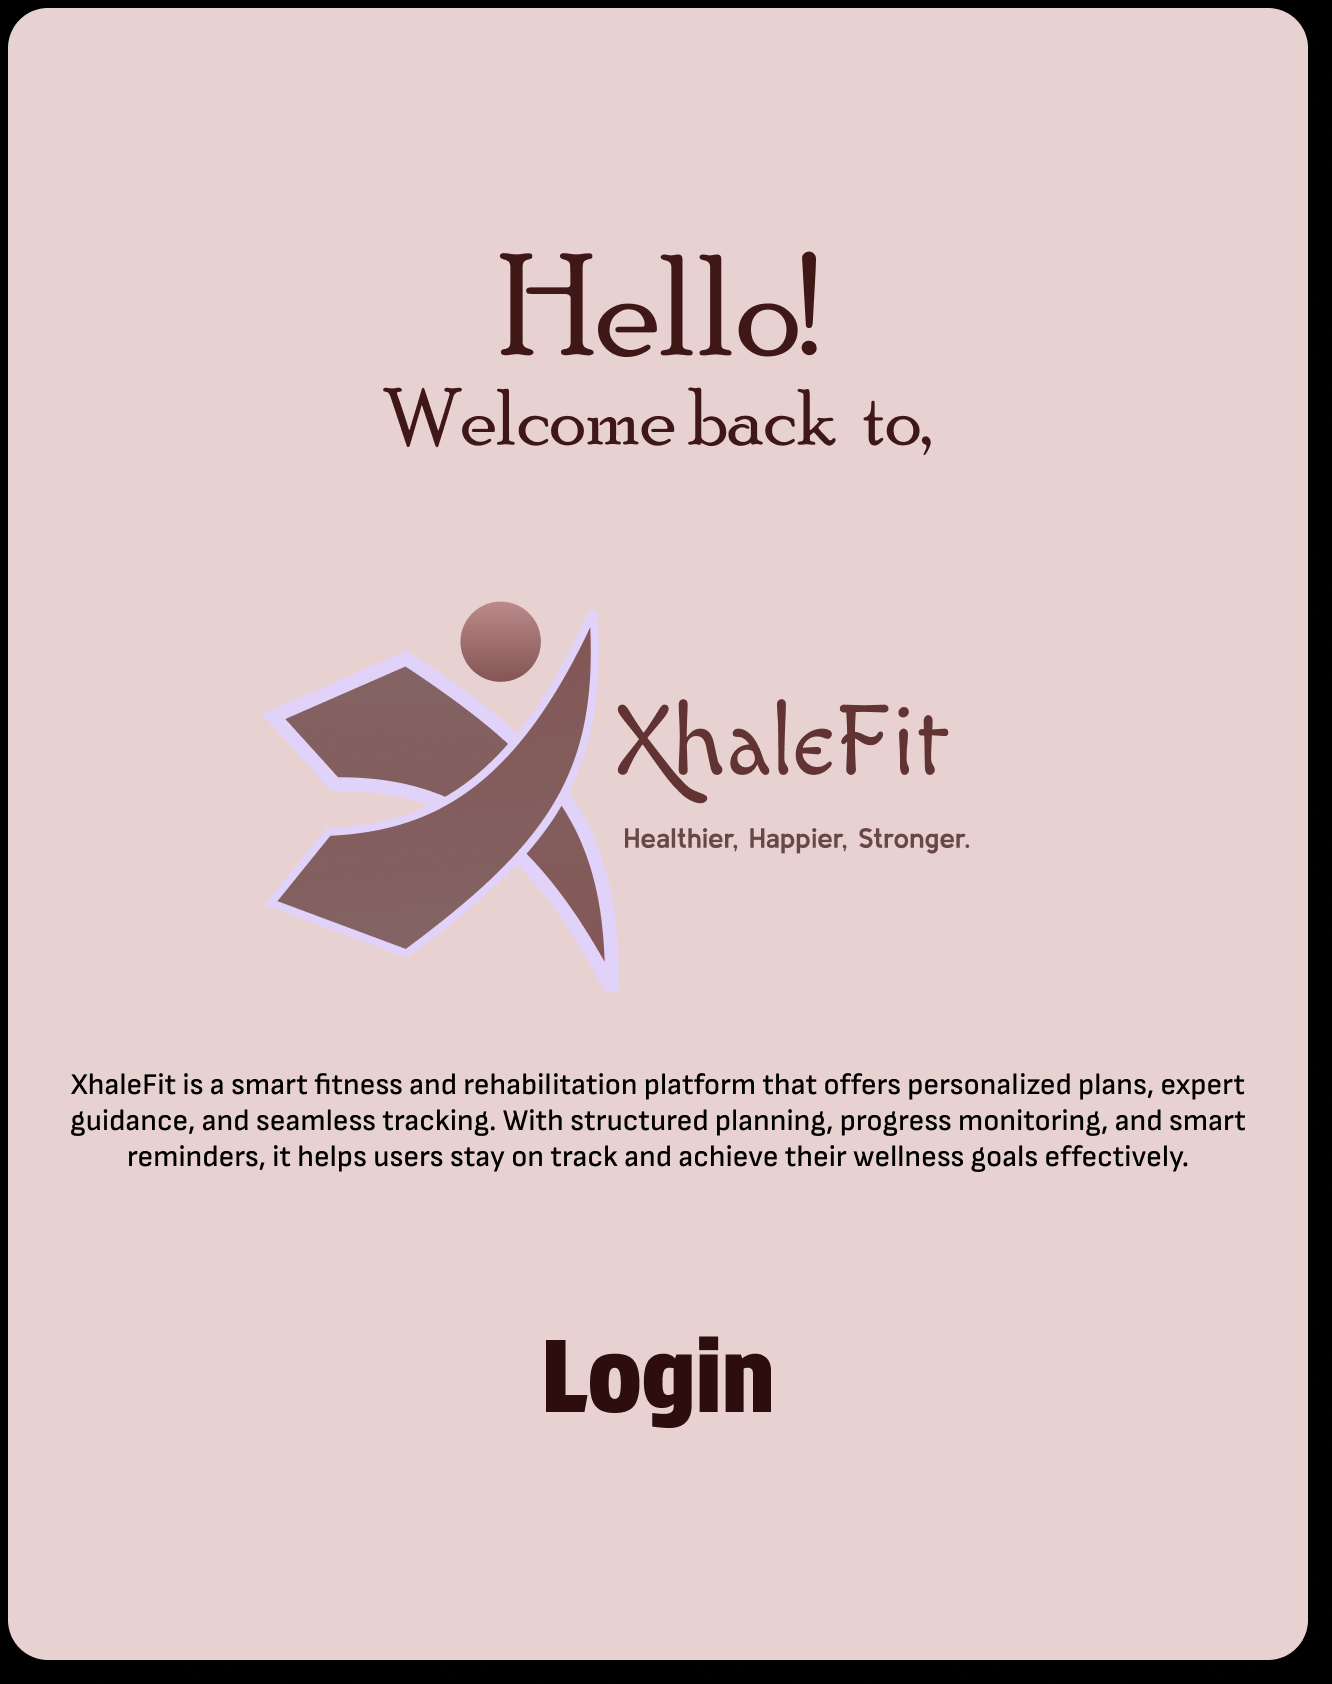 Hello!
Welcome back to,
XhaleFit
Healthier, Happier, Stronger.
XhaleFit is a smart fitness and rehabilitation platform that offers personalized plans, expert
guidance, and seamless tracking. With structured planning, progress monitoring, and smart
reminders, it helps users stay on track and achieve their wellness goals effectively.
Login